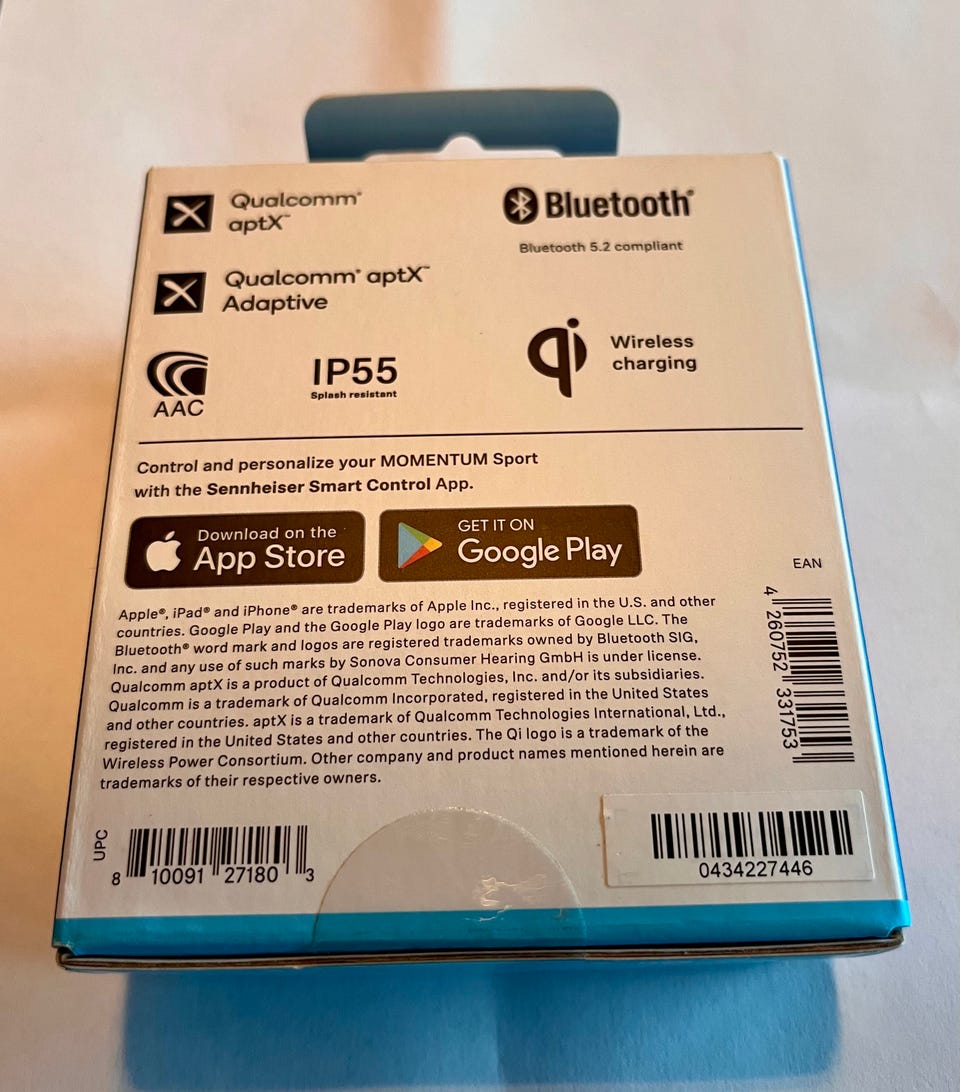 Qualcomm®
aptX™
Bluetooth®
Bluetooth 5.2 compliant
Qualcomm® aptX™
Adaptive
AAC
IP55
Splash resistant
qi
Wireless
charging
Control and personalize your MOMENTUM Sport
with the Sennheiser Smart Control App.
Download on the
App Store
GET IT ON
Google Play
Apple®, iPad® and iPhone® are trademarks of Apple Inc., registered in the U.S. and other
countries. Google Play and the Google Play logo are trademarks of Google LLC. The
Bluetooth® word mark and logos are registered trademarks owned by Bluetooth SIG,
Inc. and any use of such marks by Sonova Consumer Hearing GmbH is under license.
Qualcomm aptX is a product of Qualcomm Technologies, Inc. and/or its subsidiaries.
Qualcomm is a trademark of Qualcomm Incorporated, registered in the United States
and other countries. aptX is a trademark of Qualcomm Technologies International, Ltd.,
registered in the United States and other countries. The Qi logo is a trademark of the
Wireless Power Consortium. Other company and product names mentioned herein are
trademarks of their respective owners.
EAN
4 260752 331753
UPC
8 10091 27180 3
0434227446